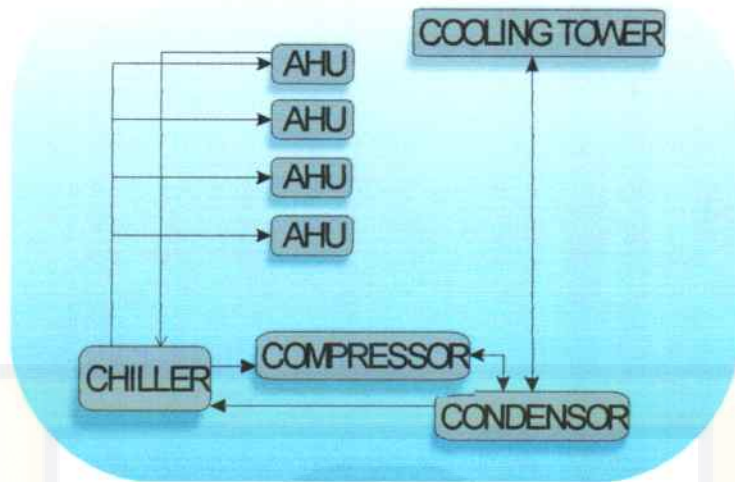 COOLING TOWER
AHU
AHU
AHU
AHU
COMPRESSOR
CHILLER
CONDENSOR